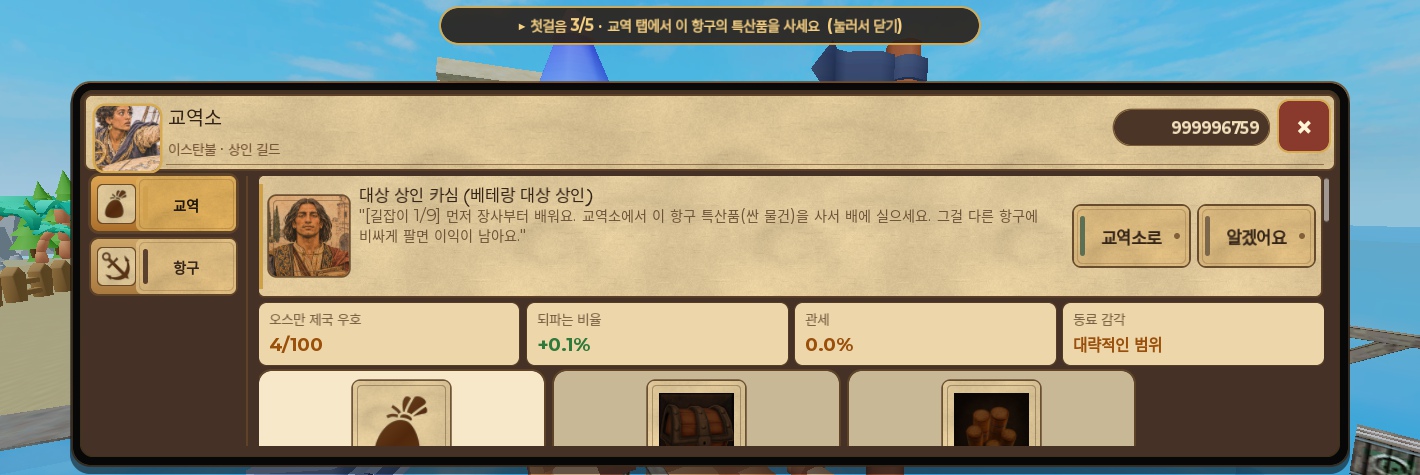 ▸ 첫걸음 3/5 · 교역 탭에서 이 항구의 특산품을 사세요 (눌러서 닫기)
교역소
이스탄불 · 상인 길드
999996759
×
교역
항구
대상 상인 카심 (베테랑 대상 상인)
"[길잡이 1/9] 먼저 장사부터 배워요. 교역소에서 이 항구 특산품(싼 물건)을 사서 배에 실으세요. 그걸 다른 항구에
비싸게 팔면 이익이 남아요."
교역소로
알겠어요
오스만 제국 우호
4/100
되파는 비율
+0.1%
관세
0.0%
동료 감각
대략적인 범위